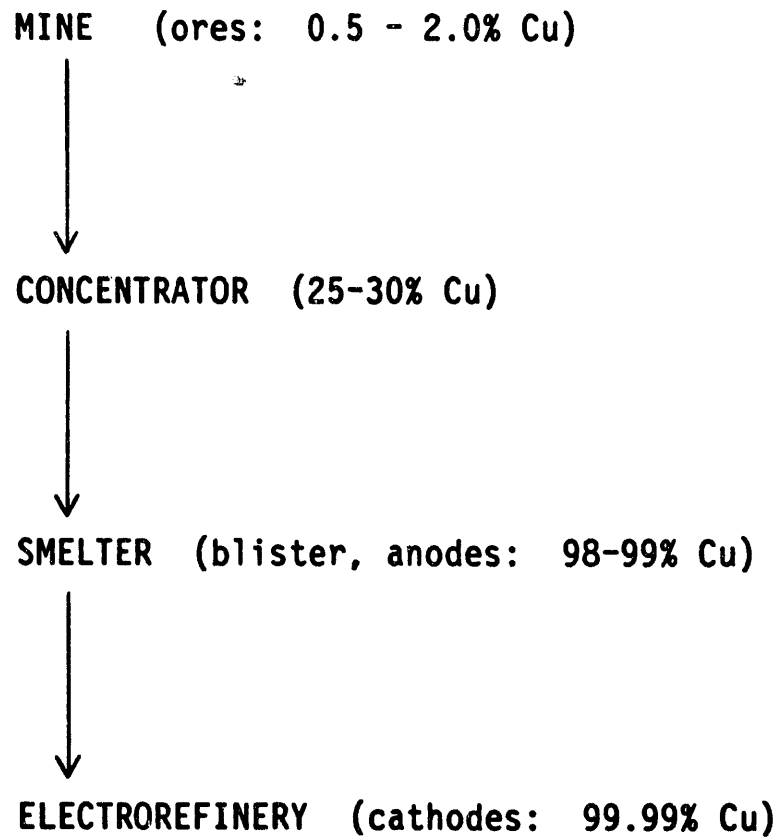 MINE (ores: 0.5 - 2.0% Cu)
CONCENTRATOR (25-30% Cu)
SMELTER (blister, anodes: 98-99% Cu)
ELECTROREFINERY (cathodes: 99.99% Cu)